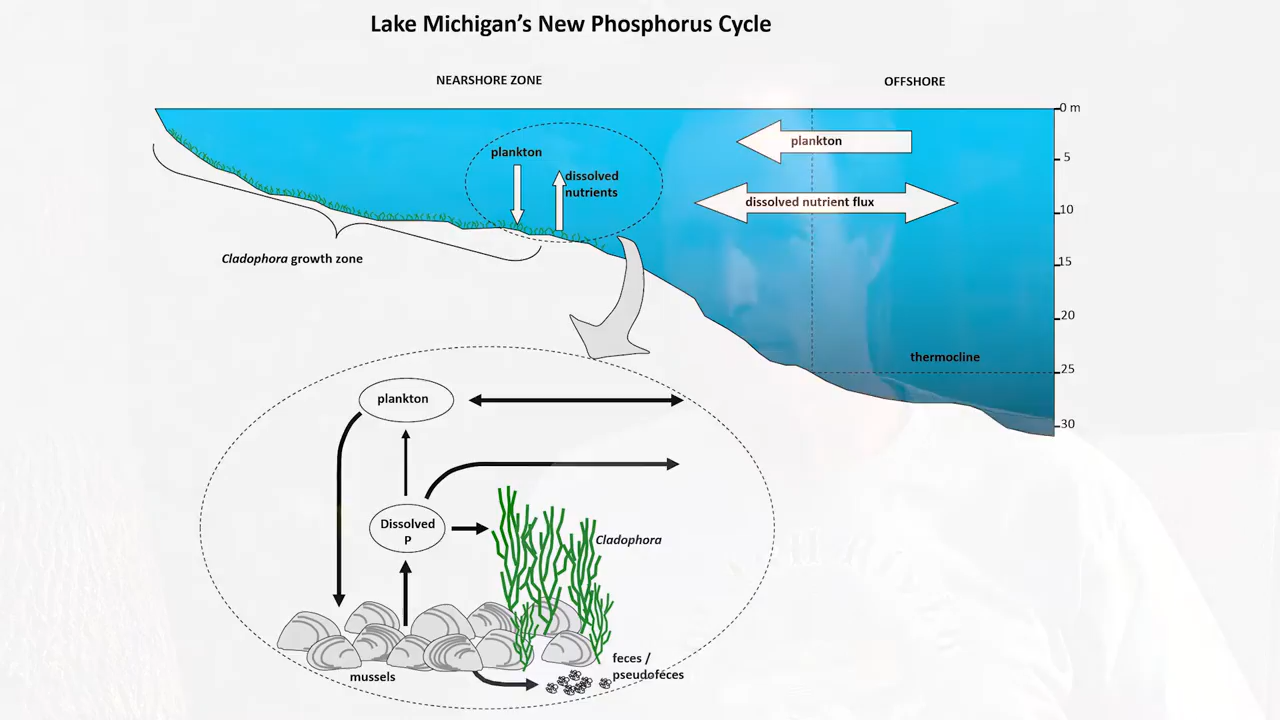 Lake Michigan's New Phosphorus Cycle
NEARSHORE ZONE
OFFSHORE
0 m
plankton
plankton
5
dissolved
nutrients
dissolved nutrient flux
10
Cladophora growth zone
15
20
thermocline
25
30
plankton
Dissolved
P
Cladophora
mussels
feces /
pseudofeces